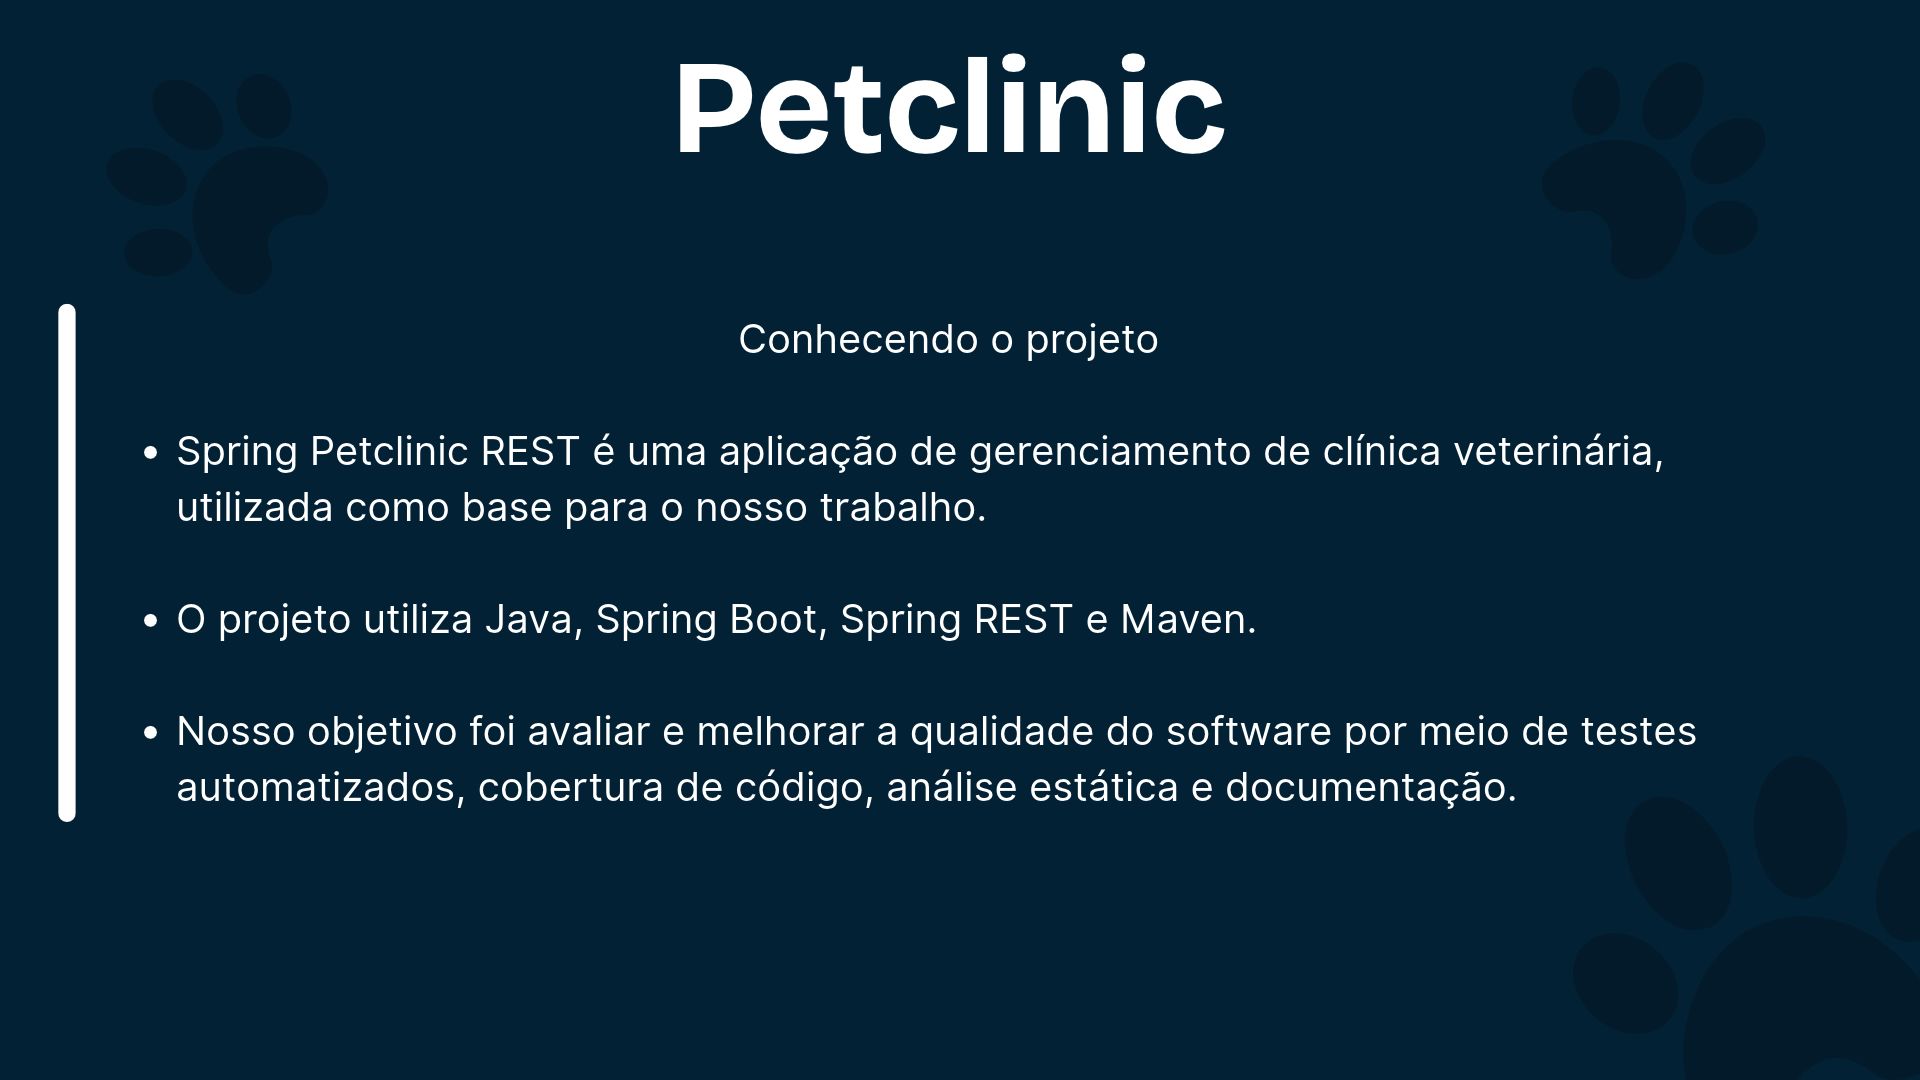 Petclinic
Conhecendo o projeto
• Spring Petclinic REST é uma aplicação de gerenciamento de clínica veterinária,
utilizada como base para o nosso trabalho.
• O projeto utiliza Java, Spring Boot, Spring REST e Maven.
• Nosso objetivo foi avaliar e melhorar a qualidade do software por meio de testes
automatizados, cobertura de código, análise estática e documentação.